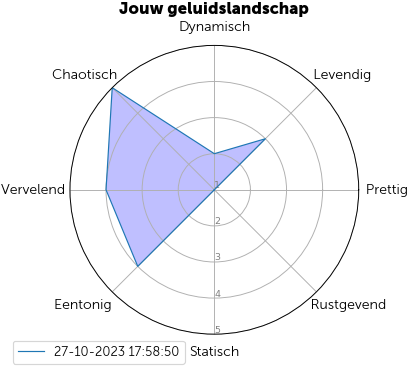 Jouw geluidslandschap
Dynamisch
Chaotisch
Levendig
Vervelend
1
Prettig
2
3
Eentonig
4
Rustgevend
5
27-10-2023 17:58:50
Statisch